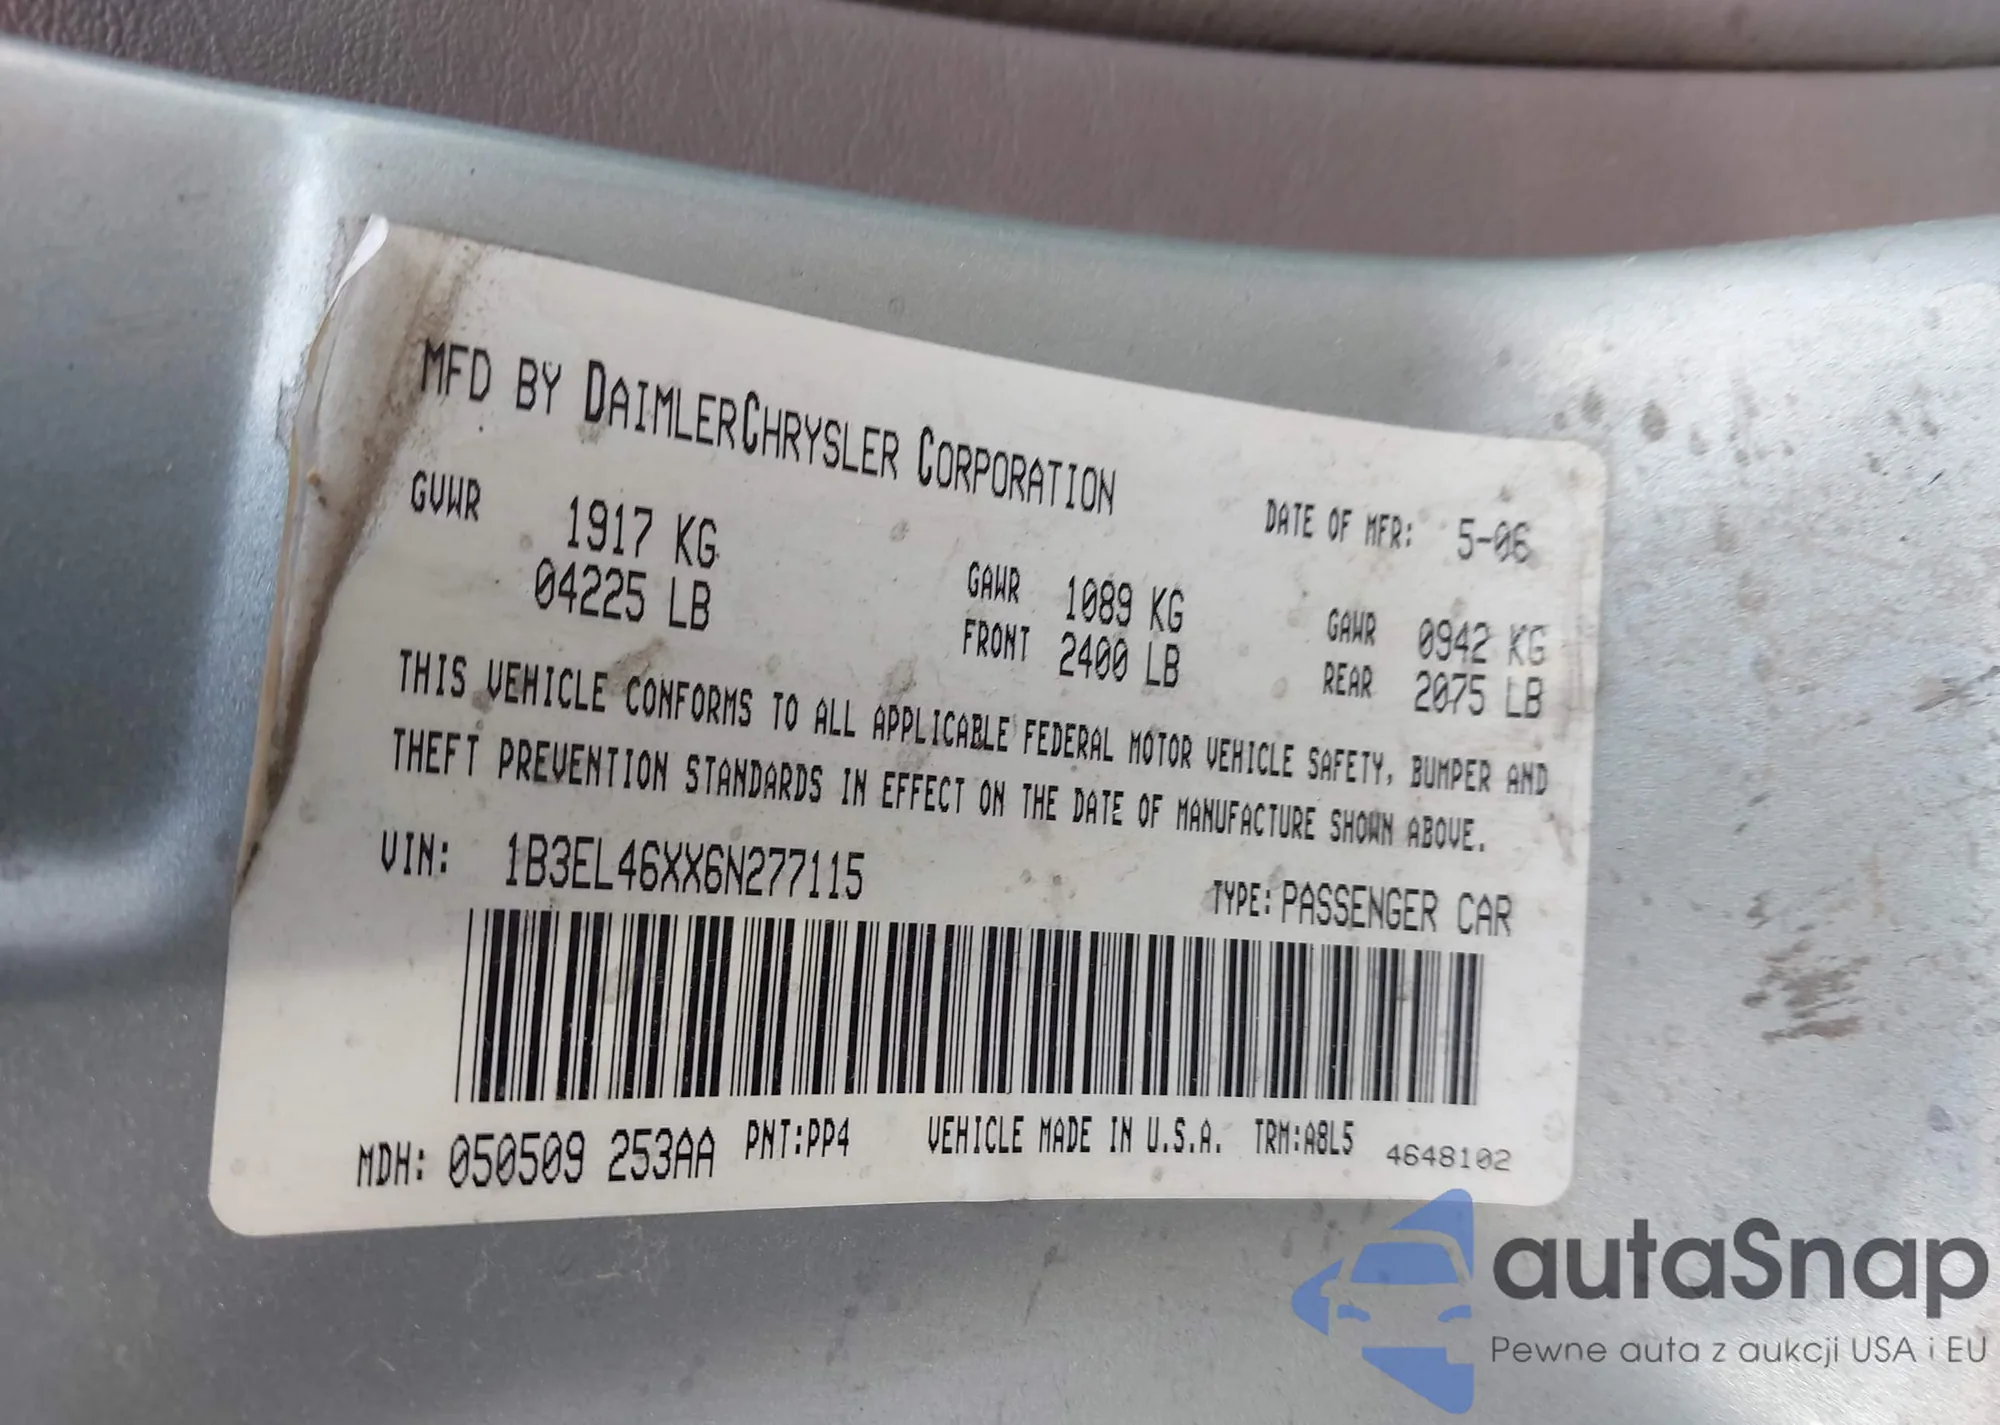 MFD BY DAIMLERCHRYSLER CORPORATION
DATE OF MFR: 5-06
GVWR 1917 KG
04225 LB
GAWR 1089 KG
FRONT 2400 LB
GAWR 0942 KG
REAR 2075 LB
THIS VEHICLE CONFORMS TO ALL APPLICABLE FEDERAL MOTOR VEHICLE SAFETY, BUMPER AND
THEFT PREVENTION STANDARDS IN EFFECT ON THE DATE OF MANUFACTURE SHOWN ABOVE.
VIN: 1B3EL46XX6N277115
TYPE: PASSENGER CAR
MDH: 050509 253AA PNT:PP4 VEHICLE MADE IN U.S.A. TRM:A8L5 4648102
autaSnap
Pewne auta z aukcji USA i EU